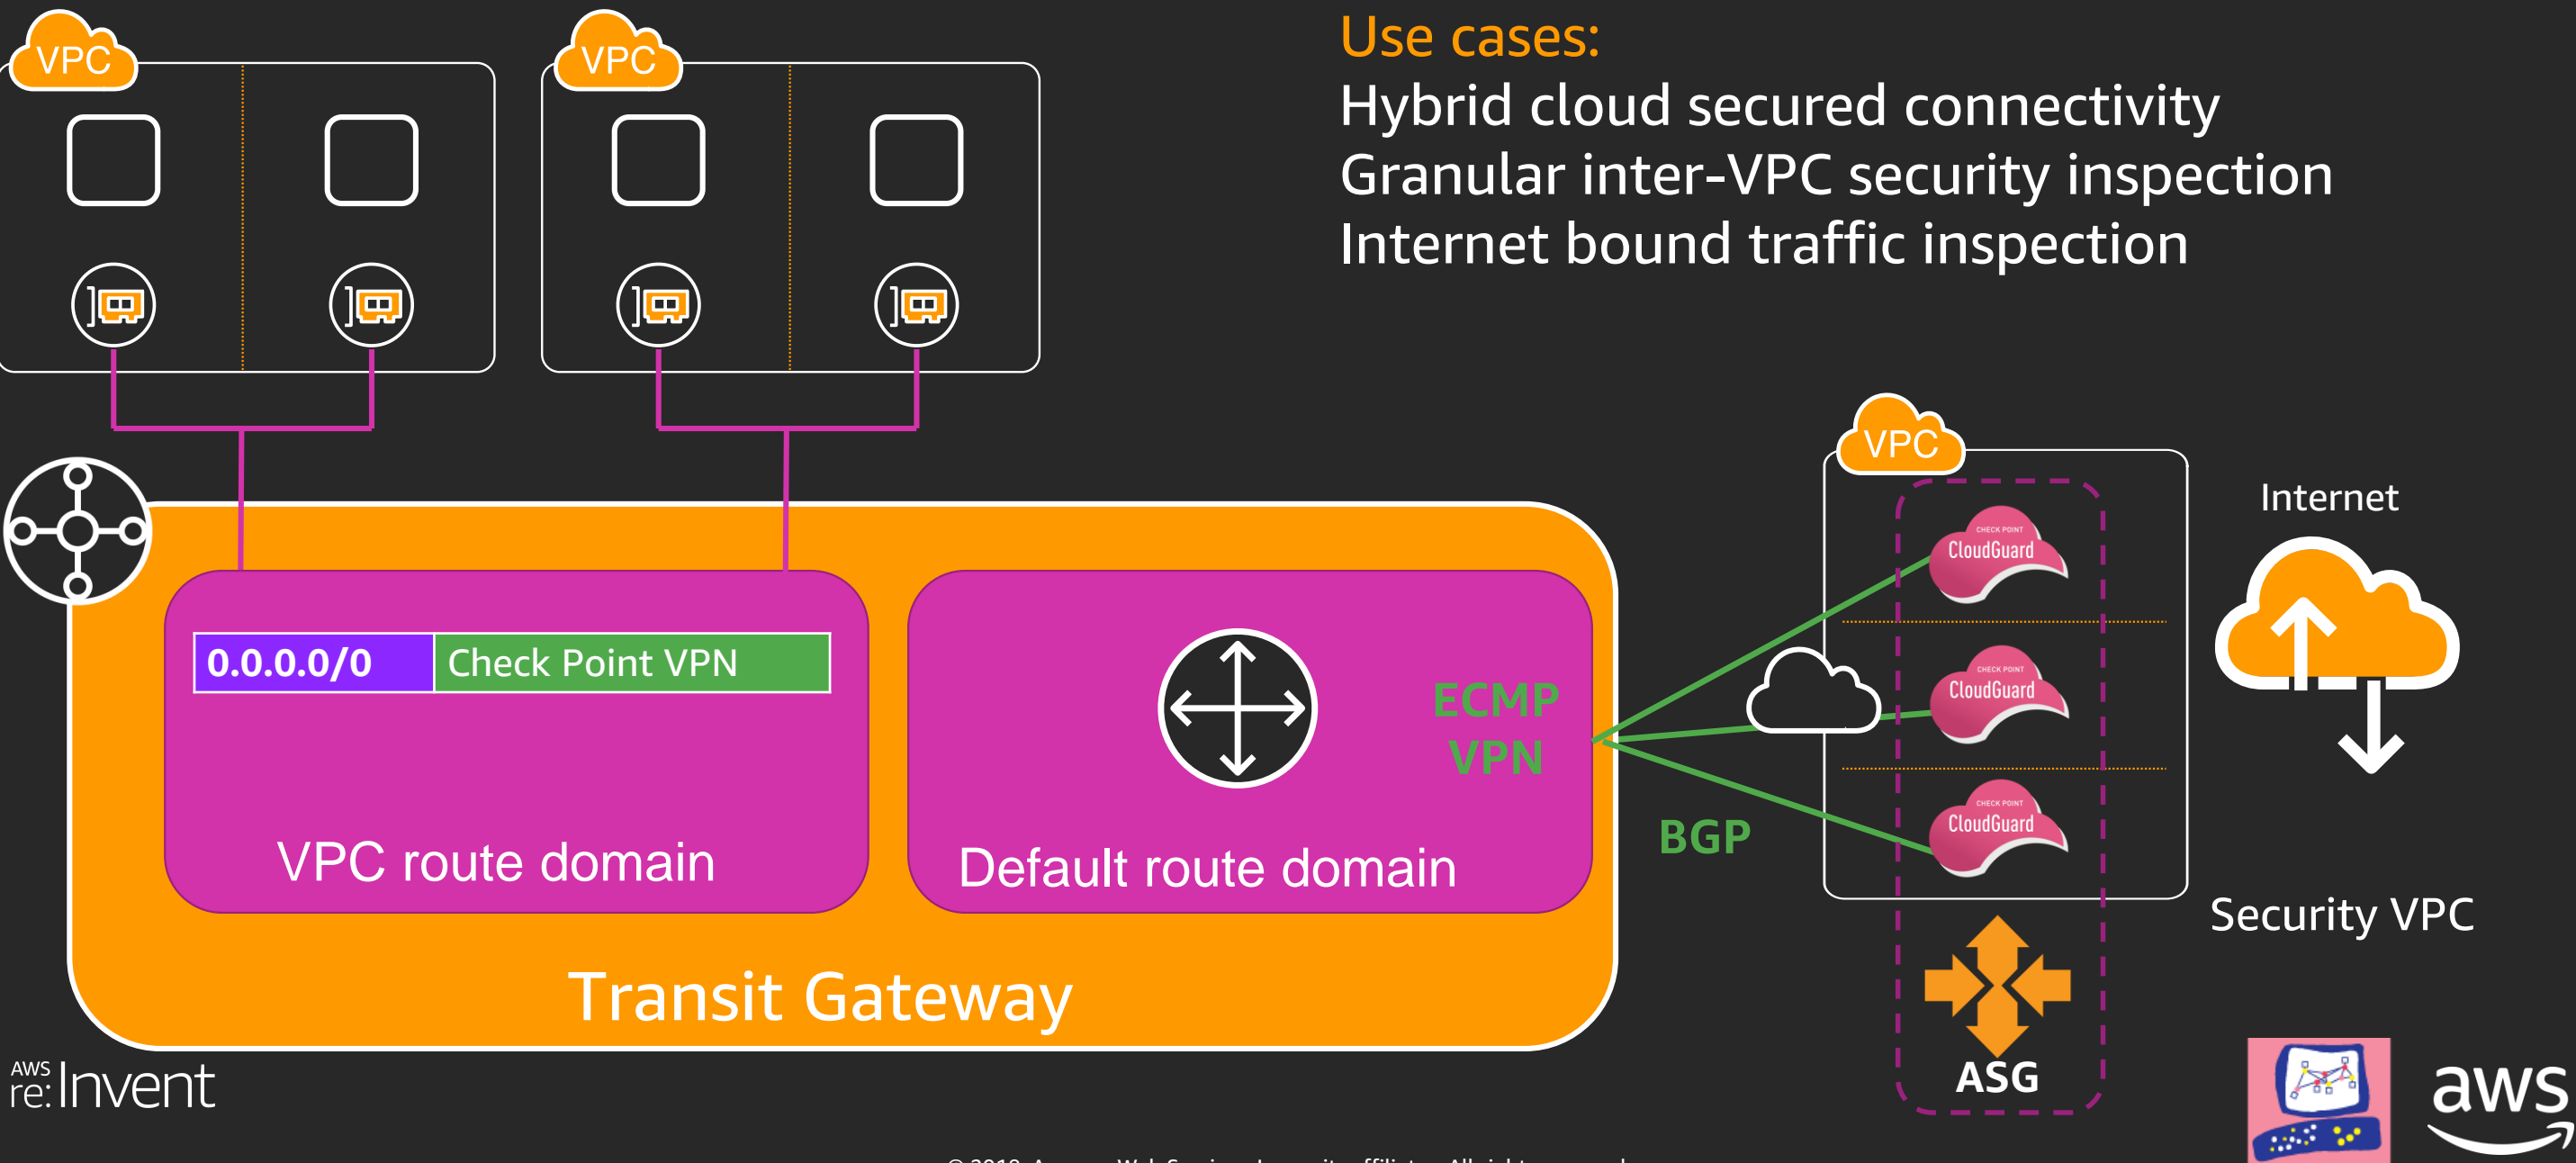 Use cases:
Hybrid cloud secured connectivity
Granular inter-VPC security inspection
Internet bound traffic inspection
VPC
VPC
VPC
Internet
CHECK POINT
CloudGuard
CHECK POINT
CloudGuard
CHECK POINT
CloudGuard
0.0.0.0/0 Check Point VPN
ECMP
VPN
BGP
VPC route domain
Default route domain
Security VPC
Transit Gateway
ASG
AWS
re:Invent
aws